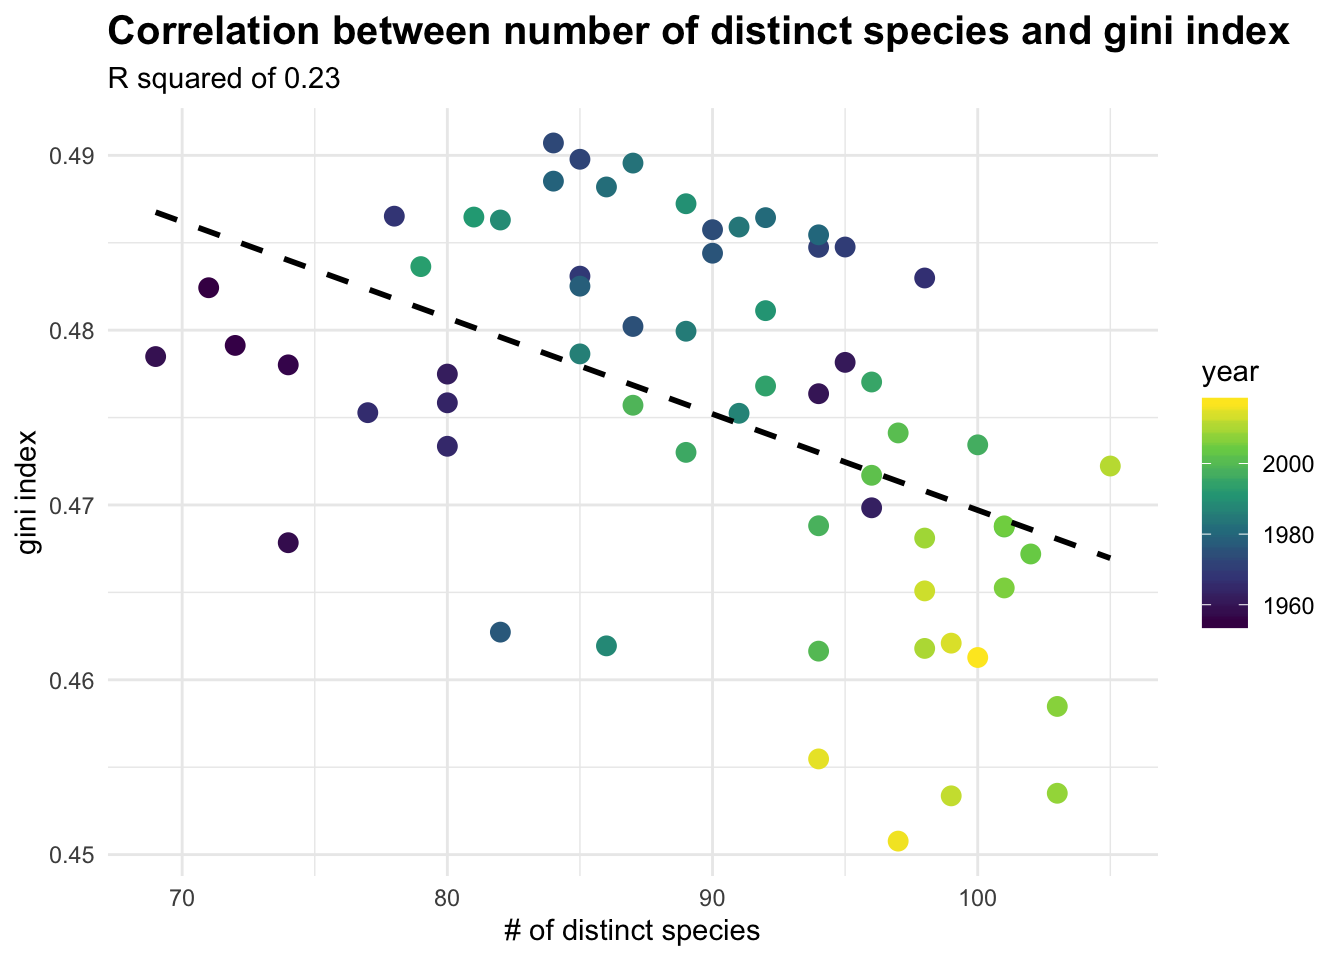 Correlation between number of distinct species and gini index
R squared of 0.23
0.49
0.48
0.47
0.46
0.45
gini index
70 80 90 100
# of distinct species
year
2000
1980
1960